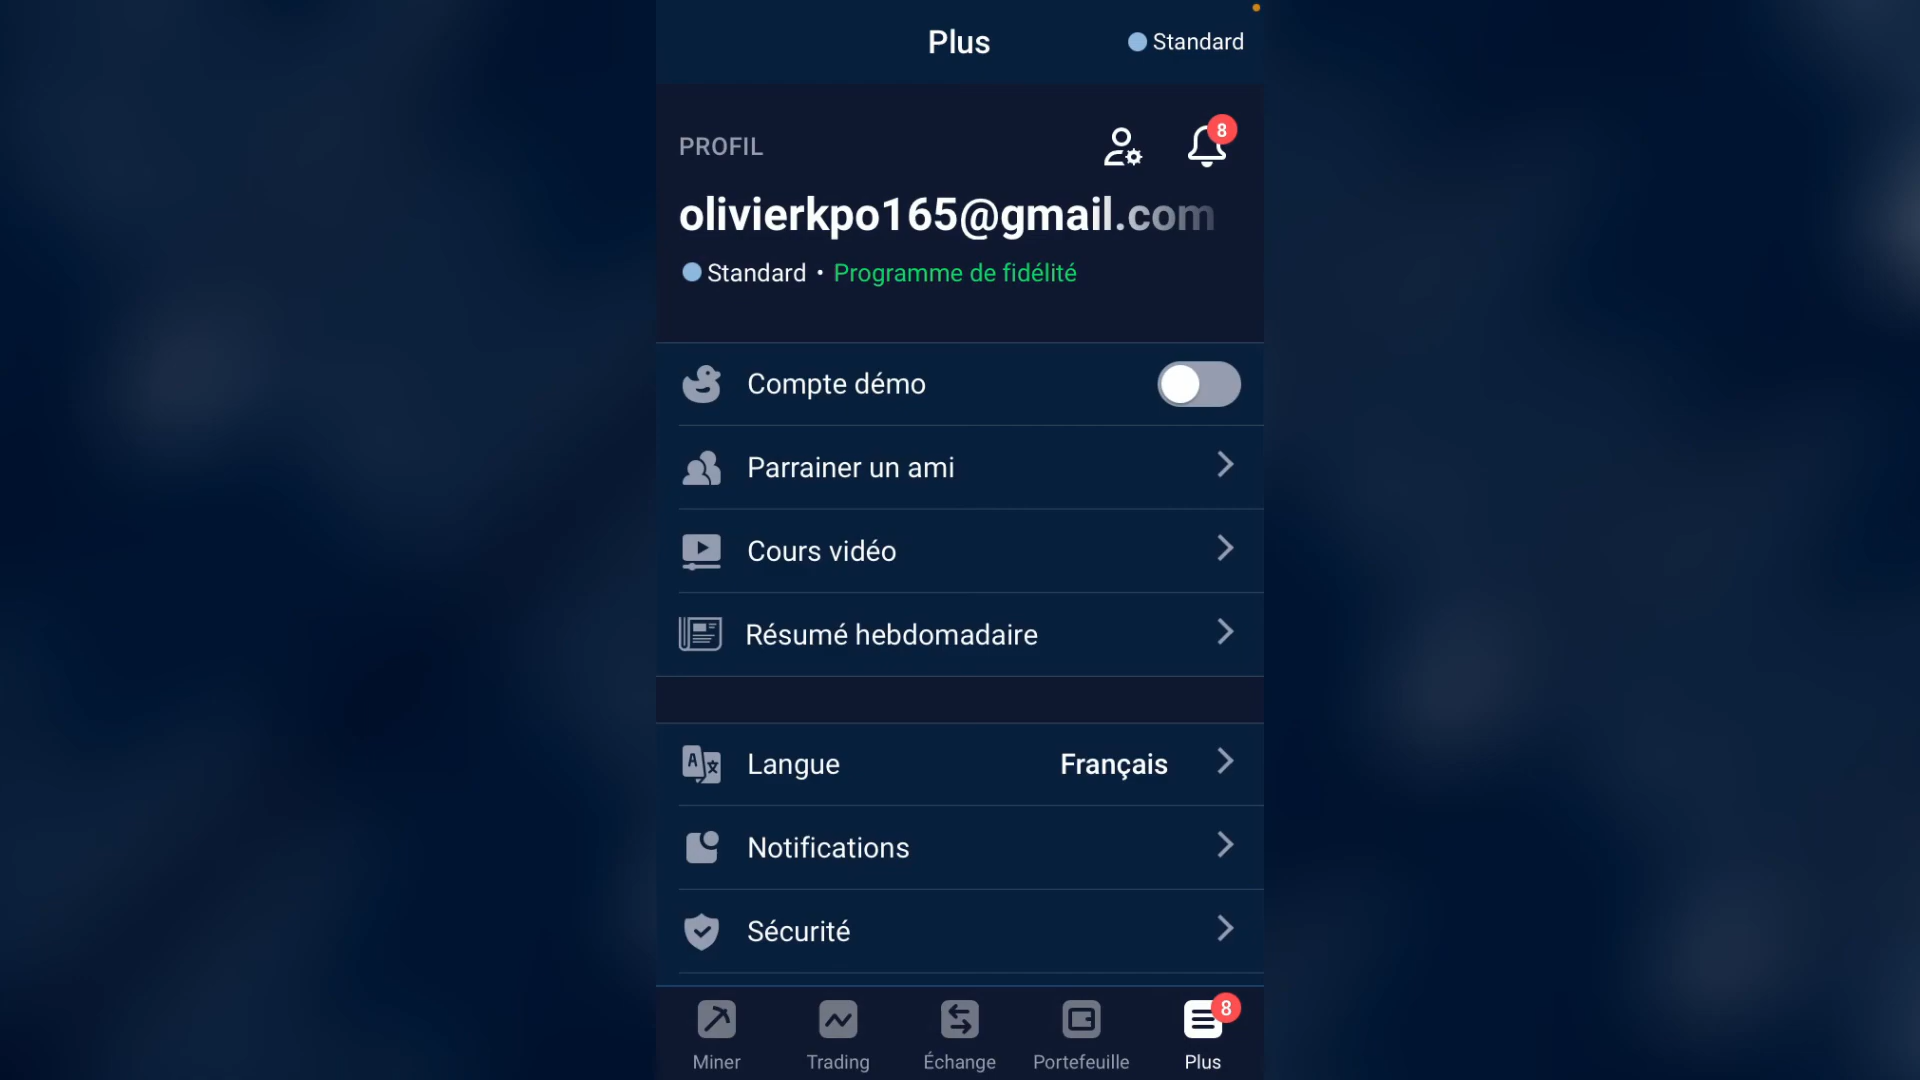 Plus
Standard
PROFIL
8
olivierkpo165@gmail.com
Standard • Programme de fidélité
Compte démo
Parrainer un ami
Cours vidéo
Résumé hebdomadaire
Langue Français
Notifications
Sécurité
8
Miner Trading Échange Portefeuille Plus